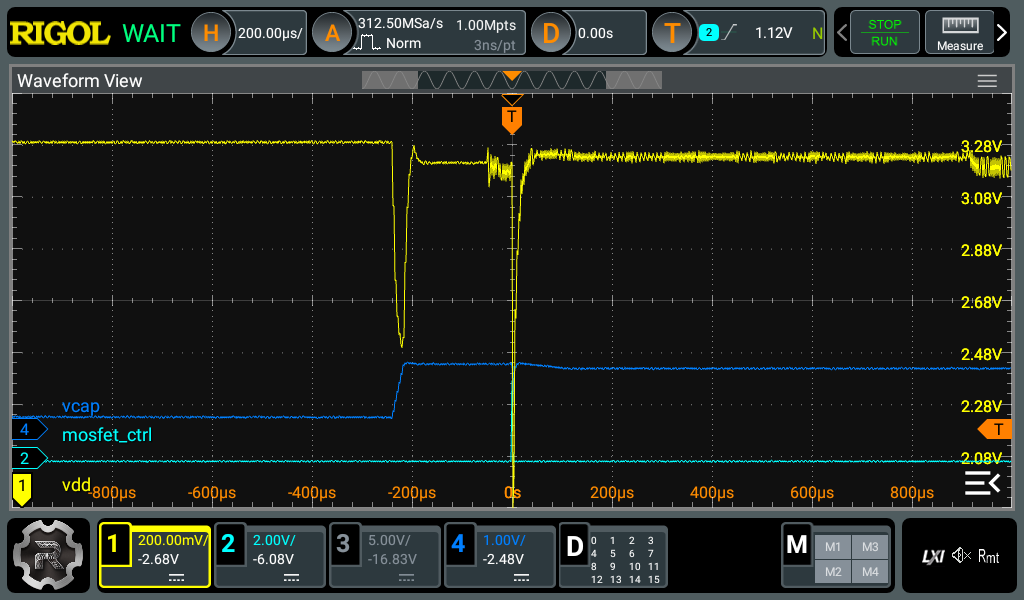 RIGOL WAIT H 200.00µs/ A 312.50MSa/s 1.00Mpts Norm 3ns/pt D 0.00s T 2 1.12V N STOP RUN Measure
Waveform View
T
3.28V
3.08V
2.88V
2.68V
2.48V
2.28V
vcap
4
T
mosfet_ctrl
2
2.08V
1
vdd
-800µs -600µs -400µs -200µs 0s 200µs 400µs 600µs 800µs
1 200.00mV/ -2.68V
2 2.00V/ -6.08V
3 5.00V/ -16.83V
4 1.00V/ -2.48V
D
0 1 2 3
4 5 6 7
8 9 10 11
12 13 14 15
M
M1 M3
M2 M4
LXI Rmt
R